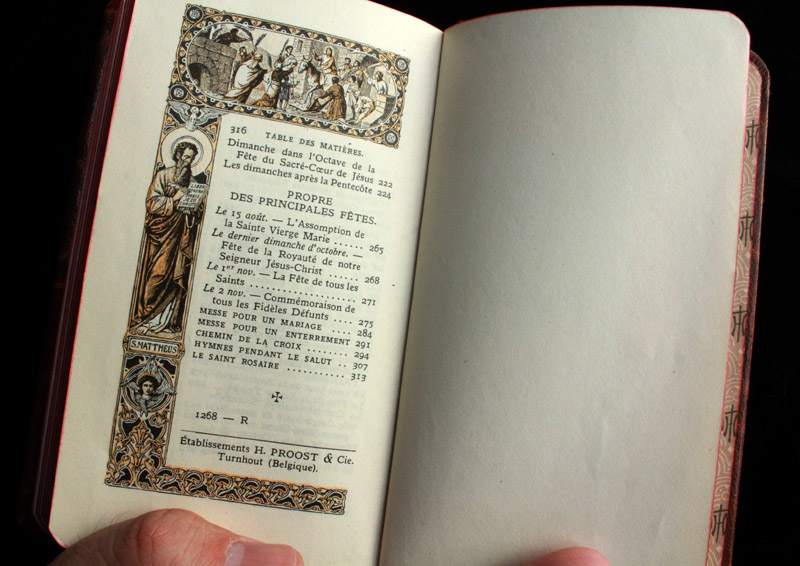 316 TABLE DES MATIÈRES.
Dimanche dans l'Octave de la
Fête du Sacré-Cœur de Jésus 222
Les dimanches après la Pentecôte 224
PROPRE
DES PRINCIPALES FÊTES.
Le 15 août. — L'Assomption de
la Sainte Vierge Marie ...... 265
Le dernier dimanche d'octobre. —
Fête de la Royauté de notre
Seigneur Jésus-Christ ...... 268
Le 1er nov. — La Fête de tous les
Saints .................... 271
Le 2 nov. — Commémoraison de
tous les Fidèles Défunts .... 275
MESSE POUR UN MARIAGE .... 284
MESSE POUR UN ENTERREMENT 291
CHEMIN DE LA CROIX ........ 294
HYMNES PENDANT LE SALUT .. 307
LE SAINT ROSAIRE ........... 313
1268 — R
Établissements H. PROOST & Cie.
Turnhout (Belgique).
S. MATTHEUS